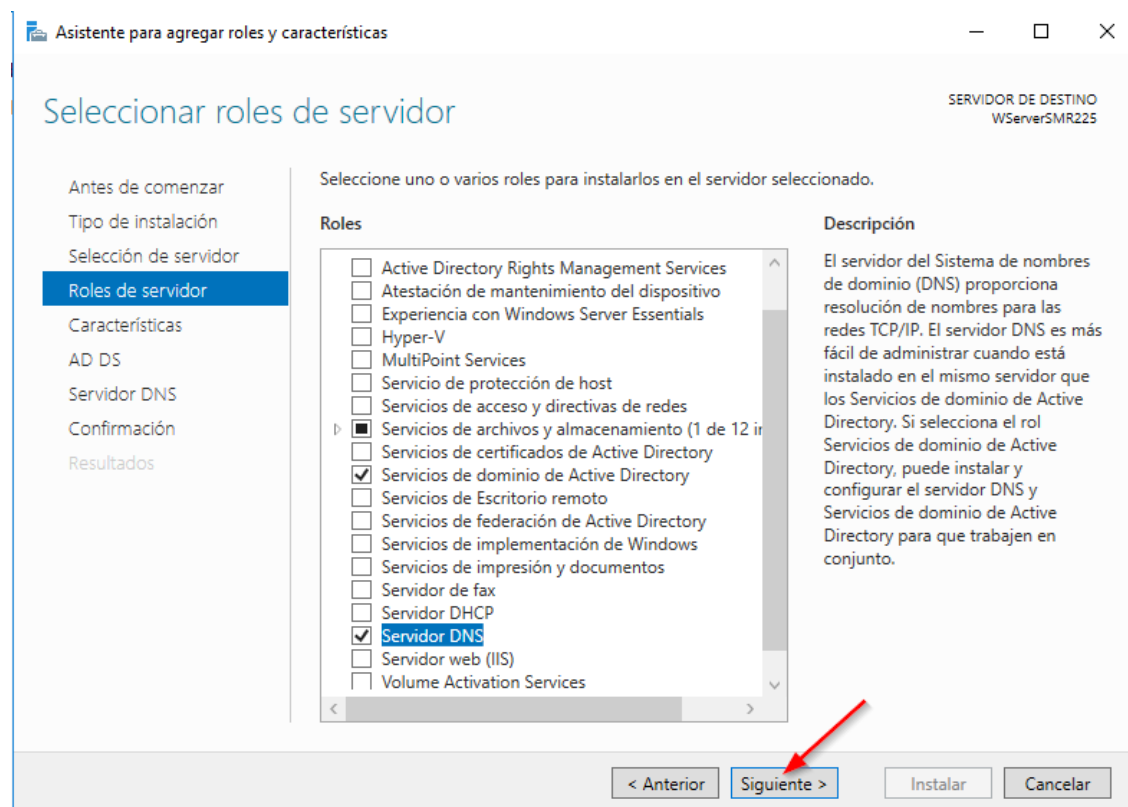 Asistente para agregar roles y características
Seleccionar roles de servidor
SERVIDOR DE DESTINO
WServerSMR225
Antes de comenzar
Tipo de instalación
Selección de servidor
Roles de servidor
Características
AD DS
Servidor DNS
Confirmación
Resultados
Seleccione uno o varios roles para instalarlos en el servidor seleccionado.
Roles
Active Directory Rights Management Services
Atestación de mantenimiento del dispositivo
Experiencia con Windows Server Essentials
Hyper-V
MultiPoint Services
Servicio de protección de host
Servicios de acceso y directivas de redes
Servicios de archivos y almacenamiento (1 de 12 ir
Servicios de certificados de Active Directory
Servicios de dominio de Active Directory
Servicios de Escritorio remoto
Servicios de federación de Active Directory
Servicios de implementación de Windows
Servicios de impresión y documentos
Servidor de fax
Servidor DHCP
Servidor DNS
Servidor web (IIS)
Volume Activation Services
Descripción
El servidor del Sistema de nombres
de dominio (DNS) proporciona
resolución de nombres para las
redes TCP/IP. El servidor DNS es más
fácil de administrar cuando está
instalado en el mismo servidor que
los Servicios de dominio de Active
Directory. Si selecciona el rol
Servicios de dominio de Active
Directory, puede instalar y
configurar el servidor DNS y
Servicios de dominio de Active
Directory para que trabajen en
conjunto.
< Anterior
Siguiente >
Instalar
Cancelar